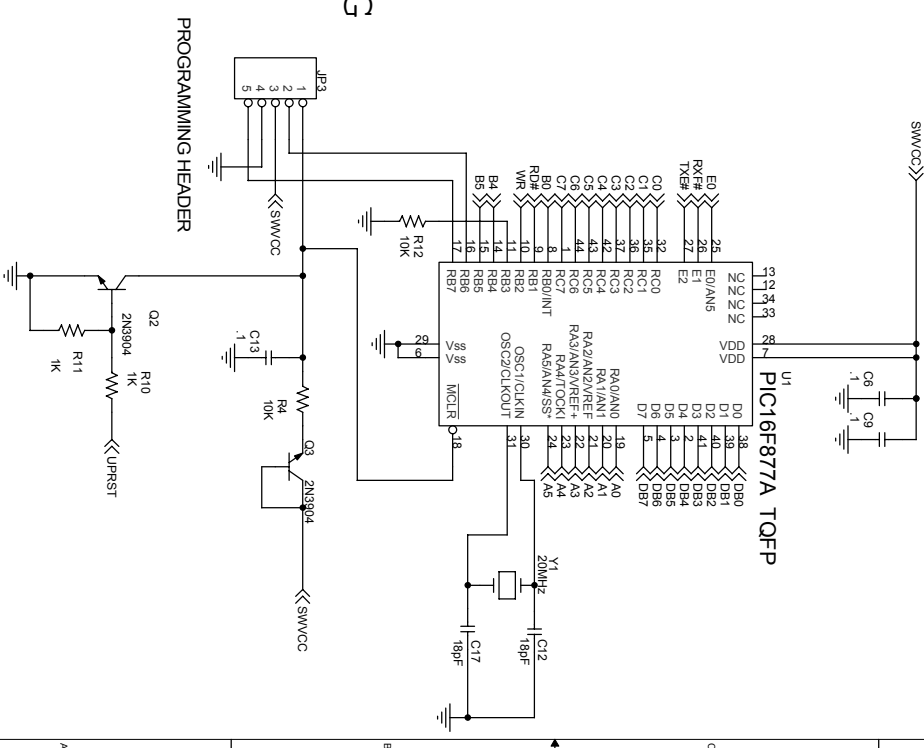 SWVCC
C6
.1
C9
.1
U1
PIC16F877A TQFP
13 NC
12 NC
34 NC
33 NC
28 VDD
7 VDD
E0 25 E0/AN5
RXF# 26 E1
TXE# 27 E2
C0 32 RC0
C1 35 RC1
C2 36 RC2
C3 37 RC3
C4 42 RC4
C5 43 RC5
C6 44 RC6
C7 1 RC7
B0 8 RB0/INT
RD# 9 RB1
WR 10 RB2
11 RB3
B4 14 RB4
B5 15 RB5
16 RB6
17 RB7
D0 38 DB0
D1 39 DB1
D2 40 DB2
D3 41 DB3
D4 2 DB4
D5 3 DB5
D6 4 DB6
D7 5 DB7
RA0/AN0 19 A0
RA1/AN1 20 A1
RA2/AN2/VREF 21 A2
RA3/AN3/VREF+ 22 A3
RA4/TOCKI 23 A4
RA5/AN4/SS* 24 A5
OSC1/CLKIN 30
OSC2/CLKOUT 31
MCLR 18
29 Vss
6 Vss
R12
10K
Y1
20MHz
C12
18pF
C17
18pF
JP3
1
2
3
4
5
SWVCC
PROGRAMMING HEADER
C13
.1
R4
10K
Q3
2N3904
SWVCC
Q2
2N3904
R10
1K
R11
1K
UPRST
A
B
C